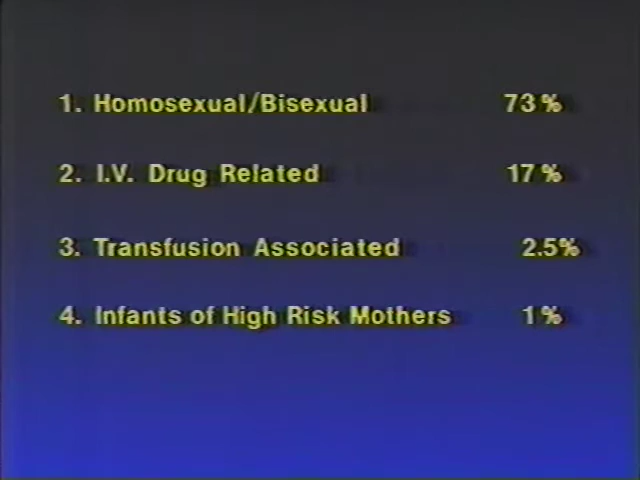 1. Homosexual/Bisexual 73%
2. I.V. Drug Related 17%
3. Transfusion Associated 2.5%
4. Infants of High Risk Mothers 1%